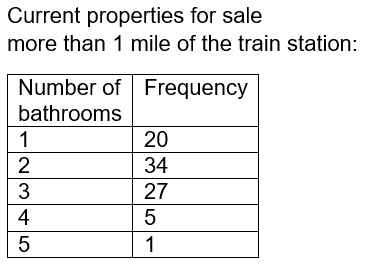 Current properties for sale
more than 1 mile of the train station:
Number of bathrooms Frequency
1 20
2 34
3 27
4 5
5 1